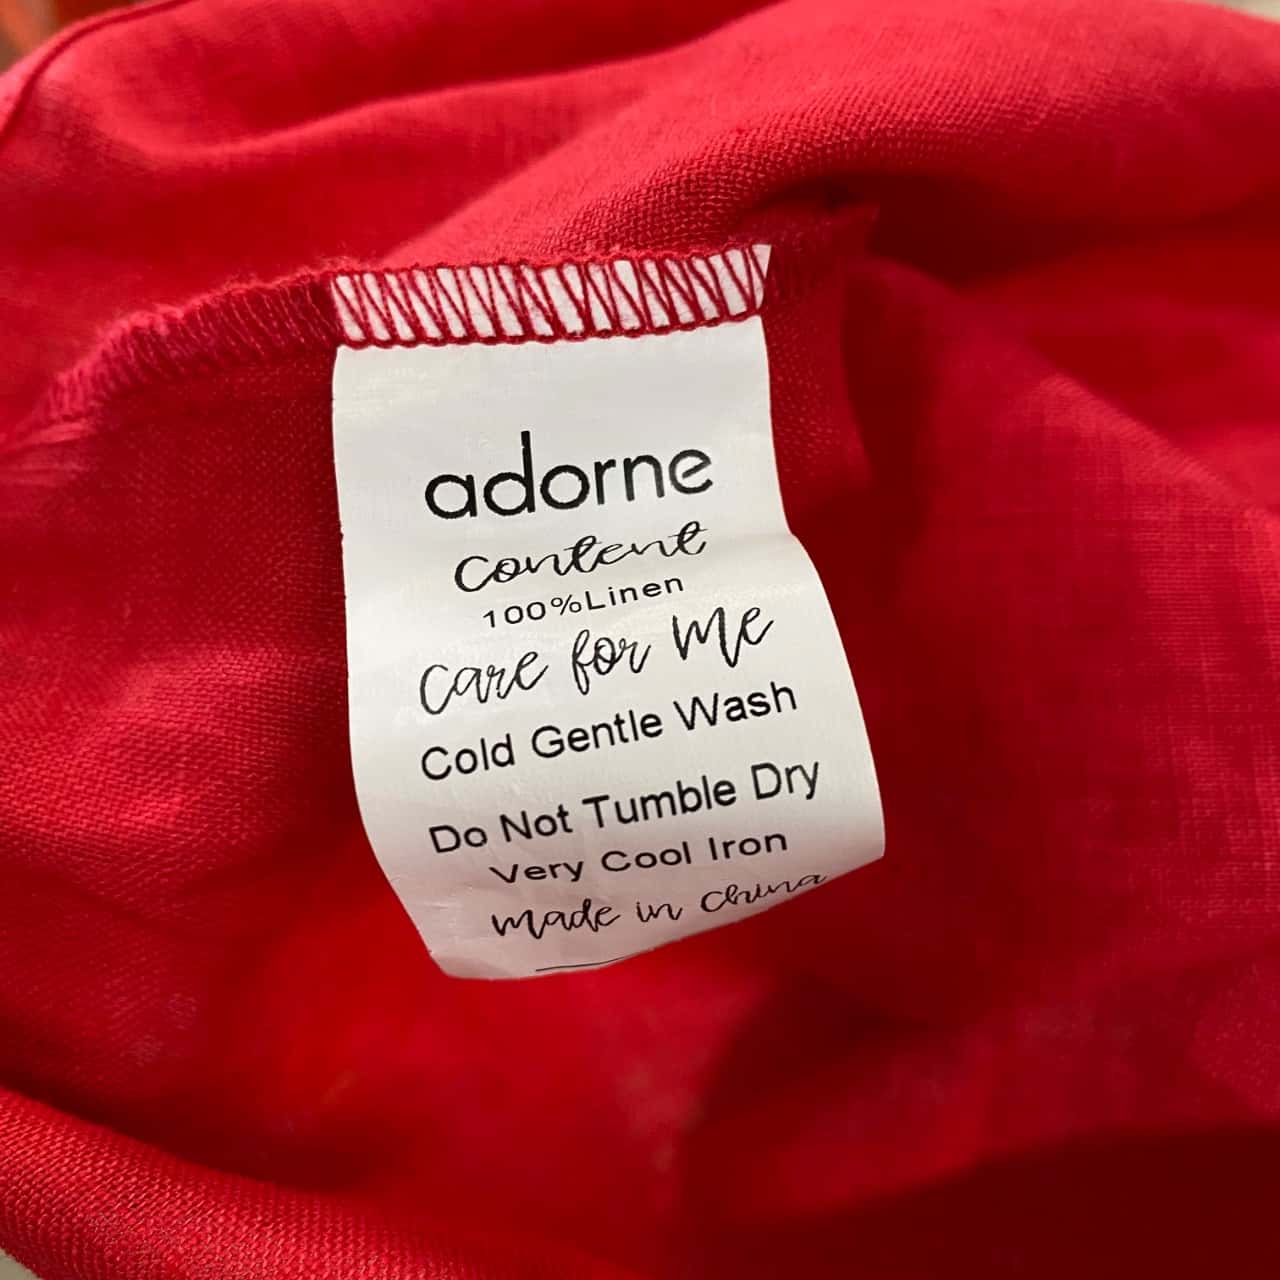 adorne
Content
100%Linen
Care for me
Cold Gentle Wash
Do Not Tumble Dry
Very Cool Iron
made in China